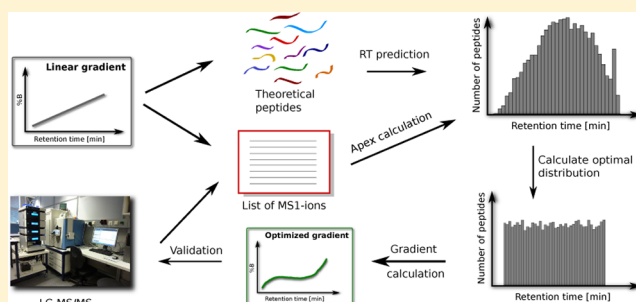 Linear gradient
%B
Retention time [min]
Theoretical
peptides
RT prediction
Number of peptides
Retention time [min]
List of MS1-ions
Apex calculation
Calculate optimal
distribution
Number of peptides
Retention time [min]
Gradient
calculation
Optimized gradient
%B
Retention time [min]
Validation
LC-MS/MS